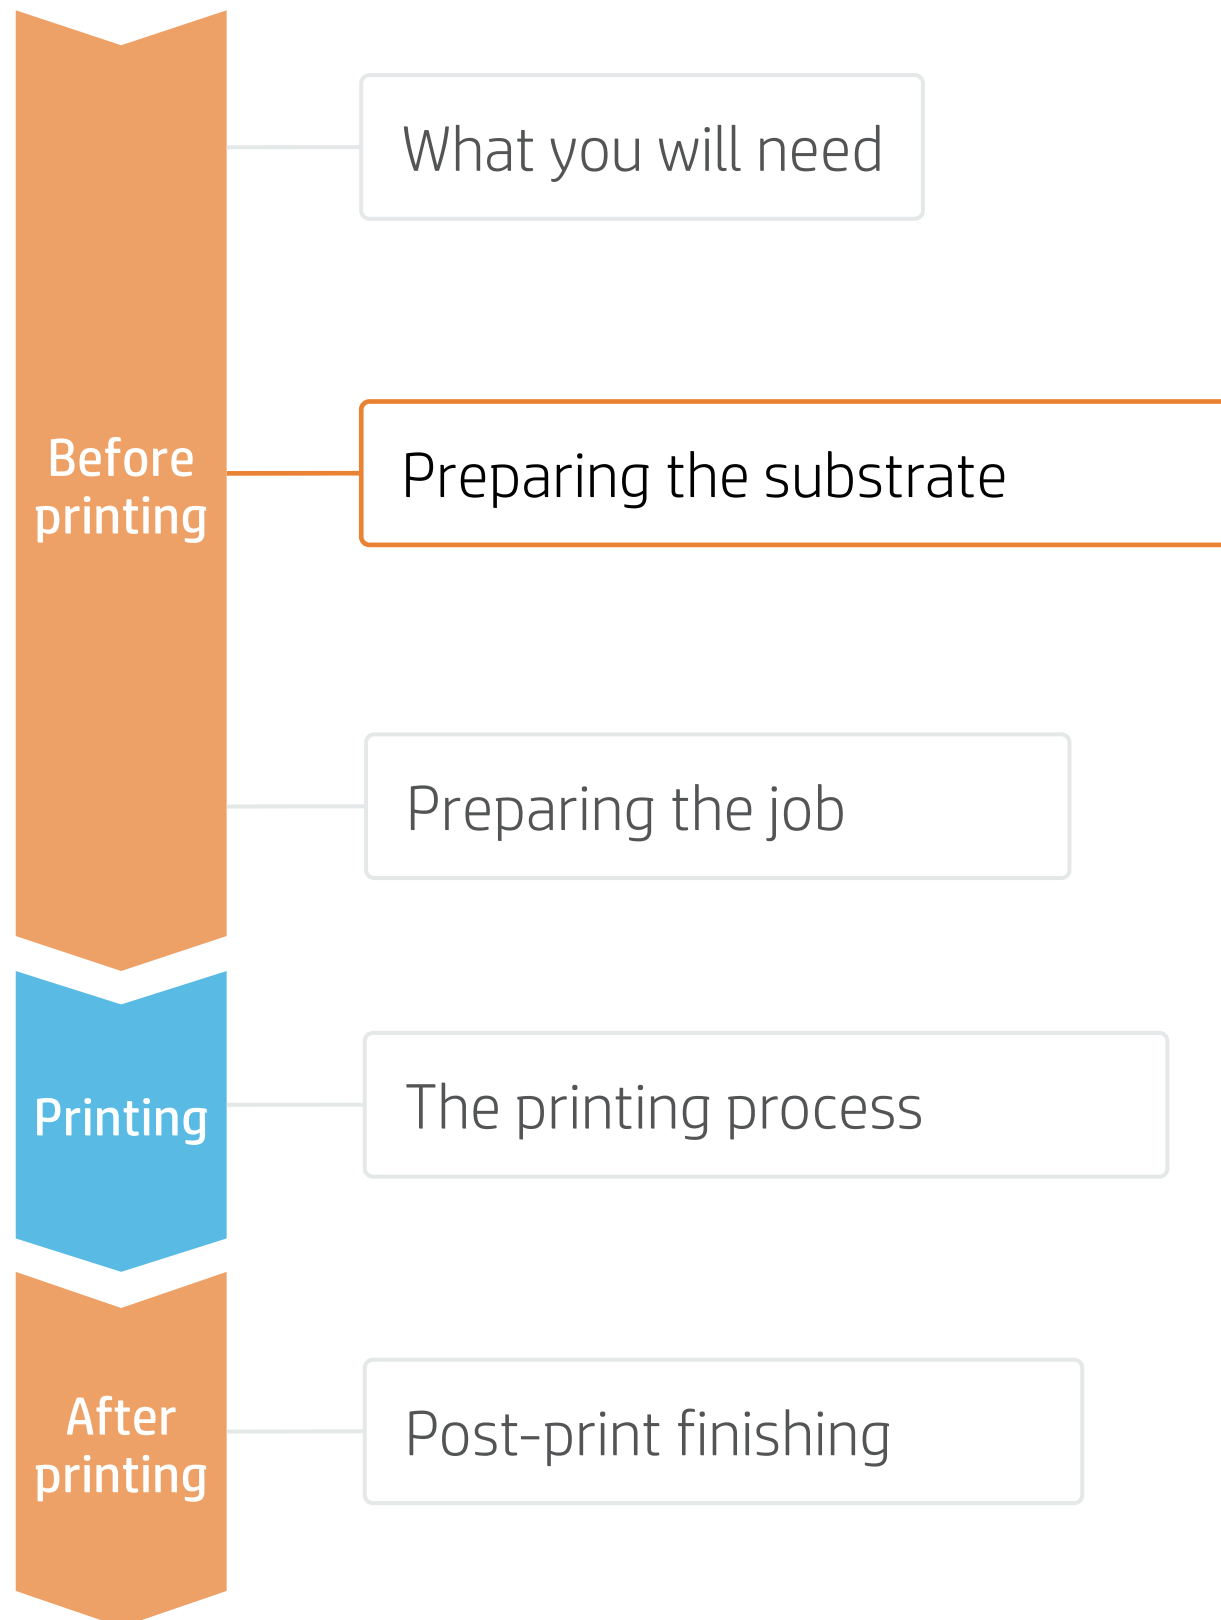 What you will need
Before
printing
Preparing the substrate
Preparing the job
Printing
The printing process
After
printing
Post-print finishing